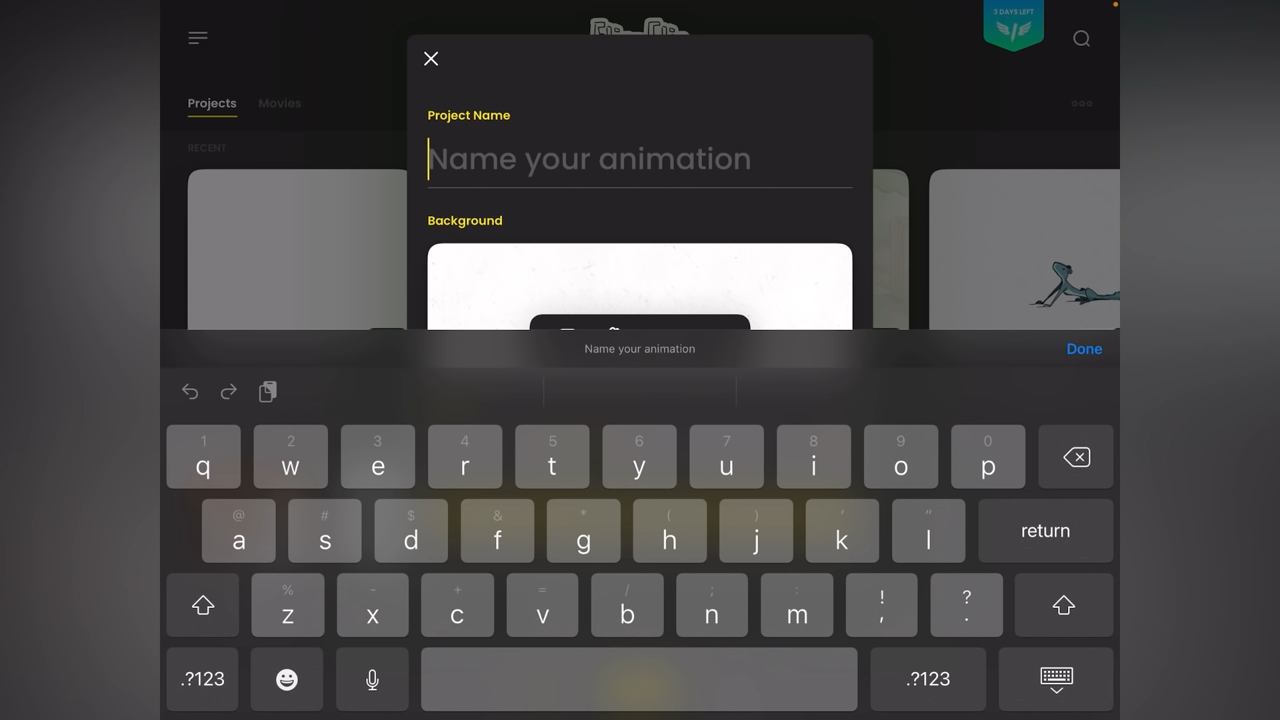 3 DAYS LEFT
Projects Movies
RECENT
Project Name
Name your animation
Background
Name your animation
Done
1 2 3 4 5 6 7 8 9 0
q w e r t y u i o p
@ # $ & * ( ) ' "
a s d f g h j k l return
% - + = / ; : ! ?
z x c v b n m , .
.?123 .?123